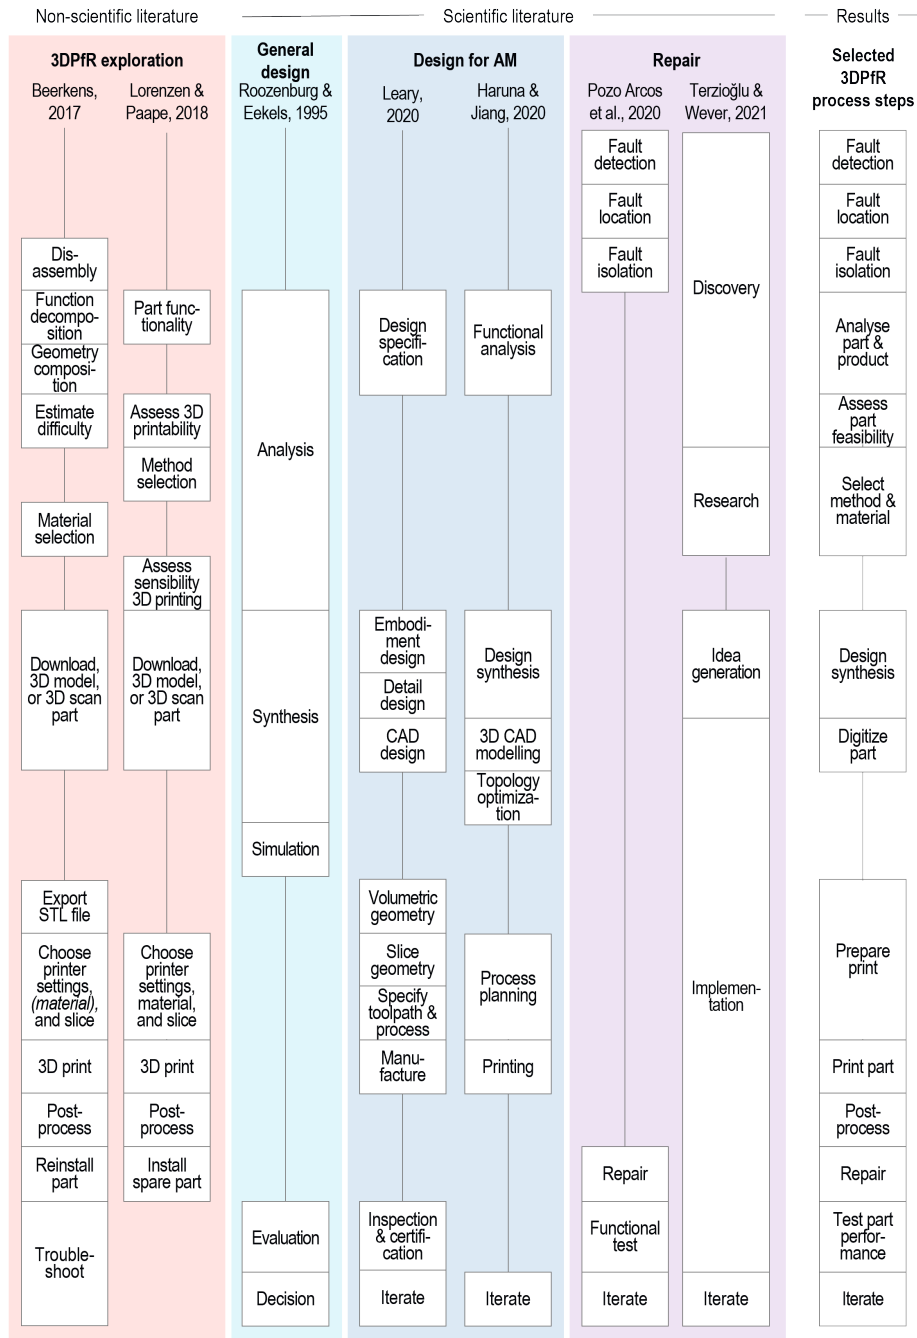 Non-scientific literature
Scientific literature
Results
3DPfR exploration
General
design
Design for AM
Repair
Selected
3DPfR
process steps
Beerkens,
2017
Lorenzen &
Paape, 2018
Roozenburg &
Eekels, 1995
Leary,
2020
Haruna &
Jiang, 2020
Pozo Arcos
et al., 2020
Terzioğlu &
Wever, 2021
Dis-
assembly
Function
decompo-
sition
Geometry
composi-
tion
Estimate
difficulty
Material
selection
Download,
3D model,
or 3D scan
part
Export
STL file
Choose
printer
settings,
(material),
and slice
3D print
Post-
process
Reinstall
part
Trouble-
shoot
Part func-
tionality
Assess 3D
printability
Method
selection
Assess
sensibility
3D printing
Download,
3D model,
or 3D scan
part
Choose
printer
settings,
material,
and slice
3D print
Post-
process
Install
spare part
Analysis
Synthesis
Simulation
Evaluation
Decision
Design
specifi-
cation
Embodi-
ment
design
Detail
design
CAD
design
Volumetric
geometry
Slice
geometry
Specify
toolpath &
process
Manu-
facture
Inspection
& certifi-
cation
Iterate
Functional
analysis
Design
synthesis
3D CAD
modelling
Topology
optimiza-
tion
Process
planning
Printing
Iterate
Fault
detection
Fault
location
Fault
isolation
Repair
Functional
test
Iterate
Discovery
Research
Idea
generation
Implemen-
tation
Iterate
Fault
detection
Fault
location
Fault
isolation
Analyse
part &
product
Assess
part
feasibility
Select
method &
material
Design
synthesis
Digitize
part
Prepare
print
Print part
Post-
process
Repair
Test part
perfor-
mance
Iterate